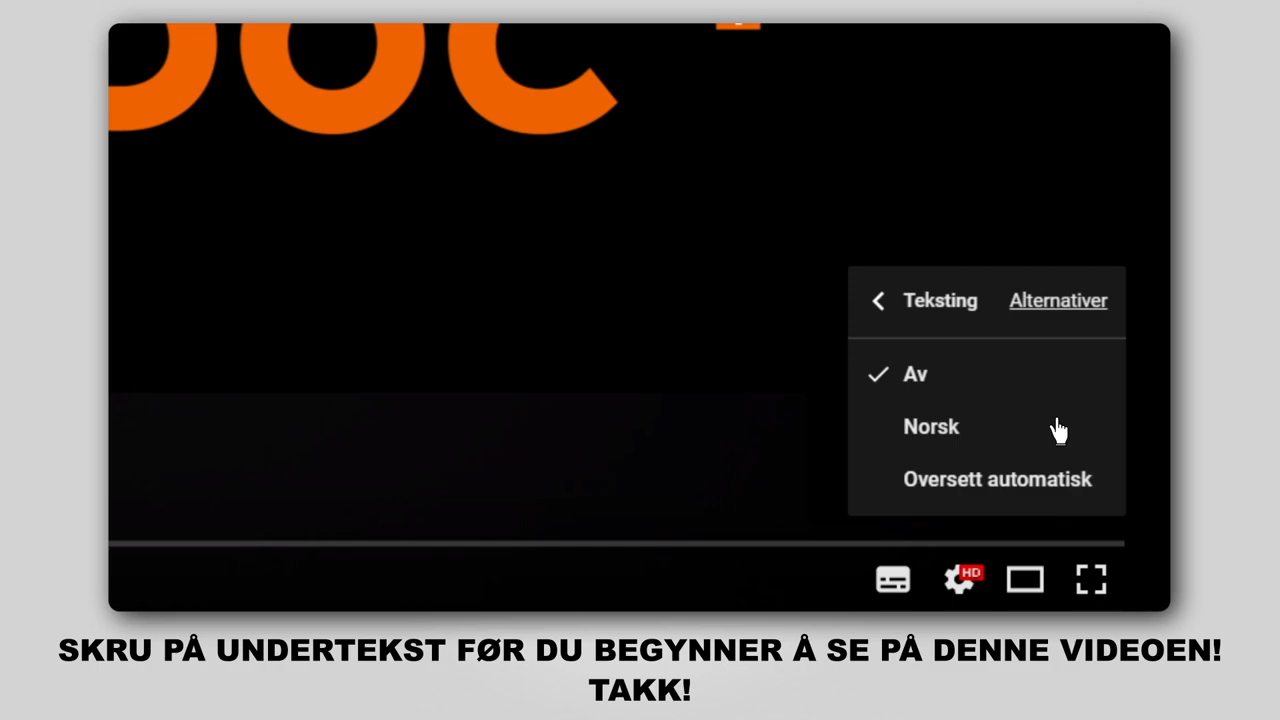 Teksting Alternativer
Av
Norsk
Oversett automatisk
HD
SKRU PÅ UNDERTEKST FØR DU BEGYNNER Å SE PÅ DENNE VIDEOEN!
TAKK!